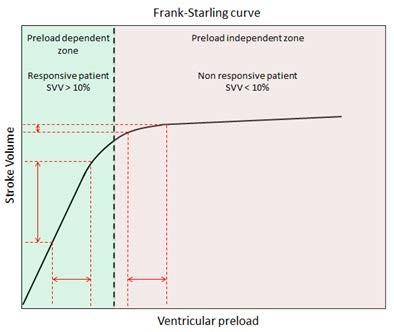 Frank-Starling curve
Preload dependent
zone
Preload independent zone
Responsive patient
SVV > 10%
Non responsive patient
SVV < 10%
Stroke Volume
Ventricular preload